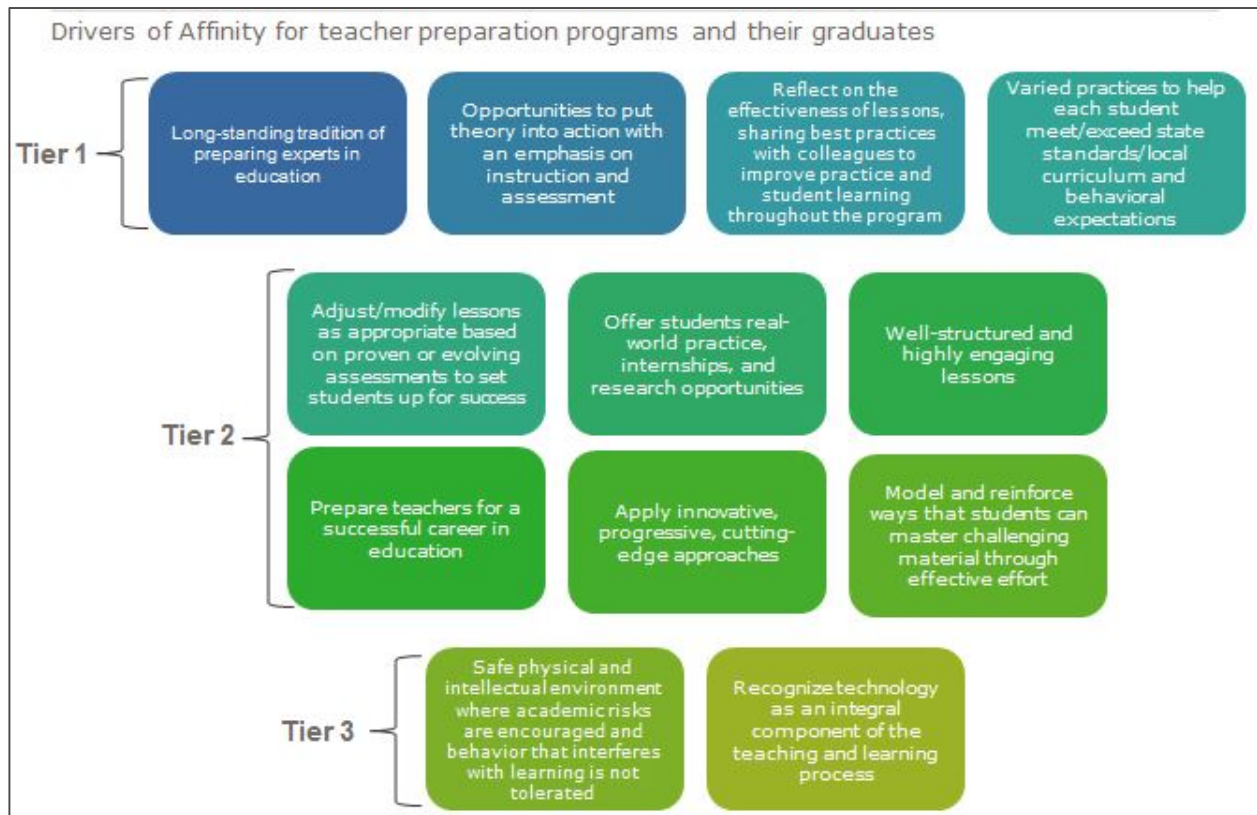 Drivers of Affinity for teacher preparation programs and their graduates
Tier 1
Long-standing tradition of
preparing experts in
education
Opportunities to put
theory into action with
an emphasis on
instruction and
assessment
Reflect on the
effectiveness of lessons,
sharing best practices
with colleagues to
improve practice and
student learning
throughout the program
Varied practices to help
each student
meet/exceed state
standards/local
curriculum and
behavioral
expectations
Tier 2
Adjust/modify lessons
as appropriate based
on proven or evolving
assessments to set
students up for success
Offer students real-
world practice,
internships, and
research opportunities
Well-structured and
highly engaging
lessons
Prepare teachers for a
successful career in
education
Apply innovative,
progressive, cutting-
edge approaches
Model and reinforce
ways that students can
master challenging
material through
effective effort
Tier 3
Safe physical and
intellectual environment
where academic risks
are encouraged and
behavior that interferes
with learning is not
tolerated
Recognize technology
as an integral
component of the
teaching and learning
process